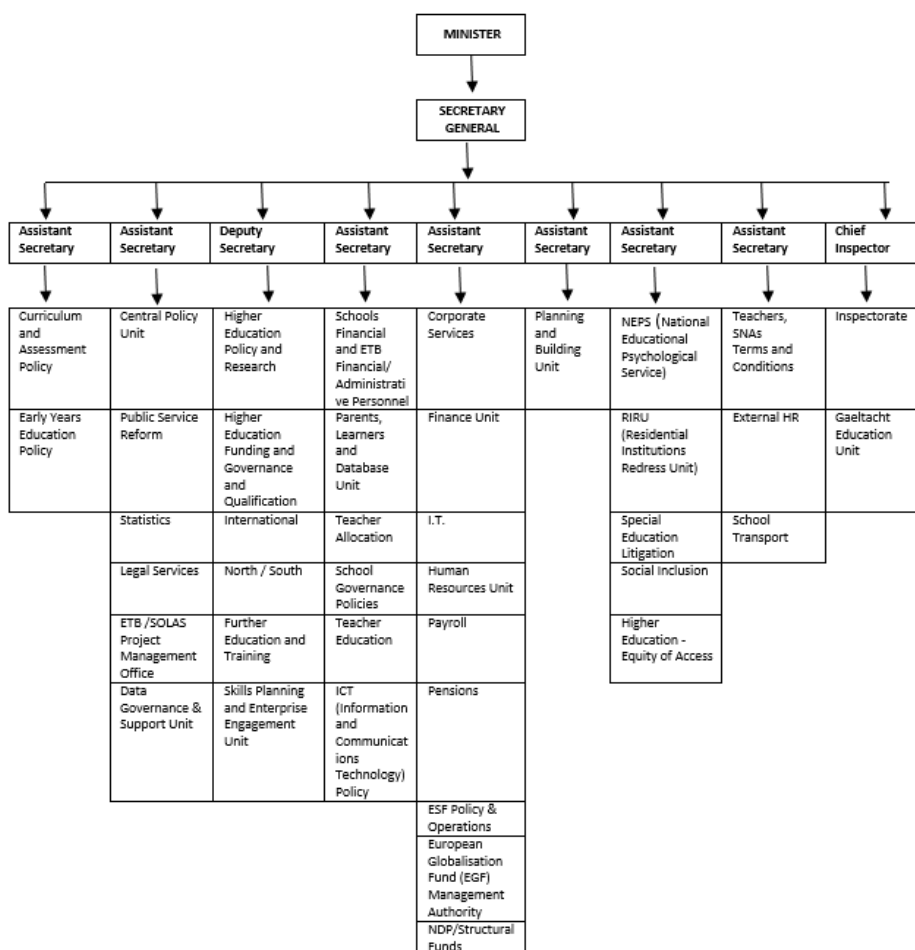 MINISTER
SECRETARY
GENERAL
Assistant
Secretary
Assistant
Secretary
Deputy
Secretary
Assistant
Secretary
Assistant
Secretary
Assistant
Secretary
Assistant
Secretary
Assistant
Secretary
Chief
Inspector
Curriculum
and
Assessment
Policy
Central Policy
Unit
Higher
Education
Policy and
Research
Schools
Financial
and ETB
Financial/
Administrati
ve Personnel
Corporate
Services
Planning
and
Building
Unit
NEPS (National
Educational
Psychological
Service)
Teachers,
SNAs
Terms and
Conditions
Inspectorate
Early Years
Education
Policy
Public Service
Reform
Higher
Education
Funding and
Governance
and
Qualification
Parents,
Learners
and
Database
Unit
Finance Unit
RIRU
(Residential
Institutions
Redress Unit)
External HR
Gaeltacht
Education
Unit
Statistics
International
Teacher
Allocation
I.T.
Special
Education
Litigation
School
Transport
Legal Services
North / South
School
Governance
Policies
Human
Resources Unit
Social Inclusion
ETB /SOLAS
Project
Management
Office
Further
Education and
Training
Teacher
Education
Payroll
Higher
Education -
Equity of Access
Data
Governance &
Support Unit
Skills Planning
and Enterprise
Engagement
Unit
ICT
(Information
and
Communicat
ions
Technology)
Policy
Pensions
ESF Policy &
Operations
European
Globalisation
Fund (EGF)
Management
Authority
NDP/Structural
Funds